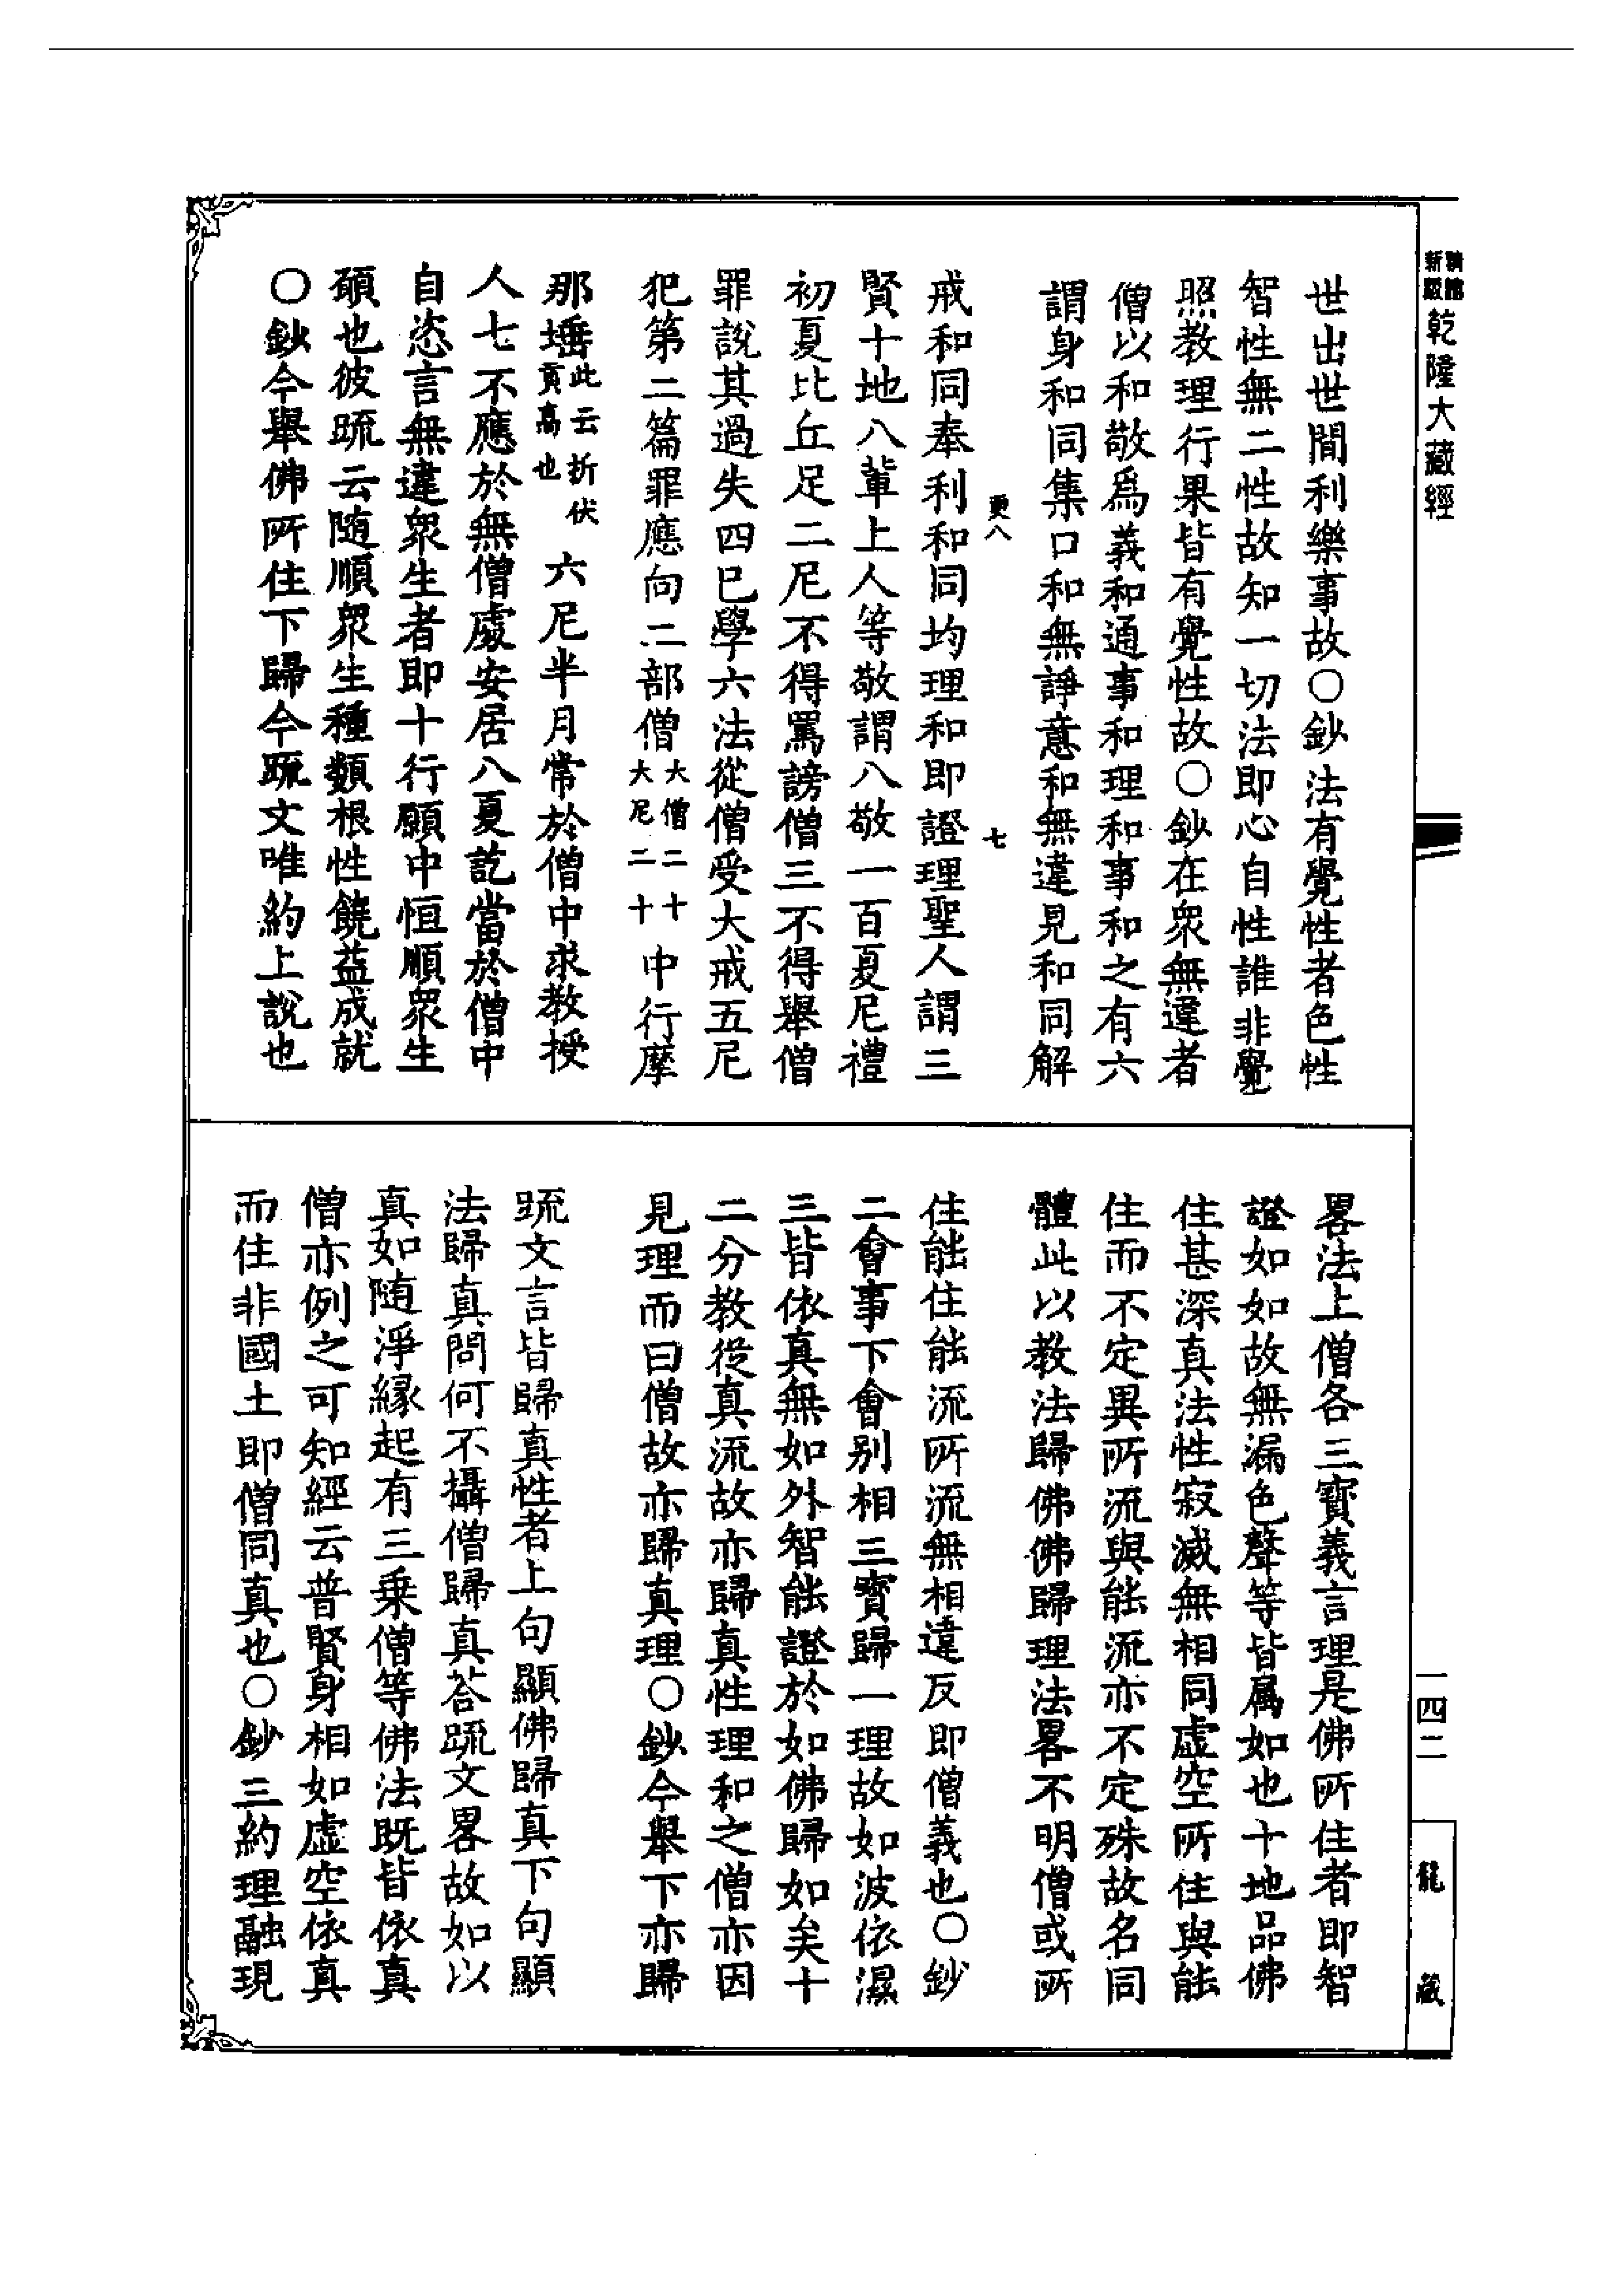 新編縮版乾隆大藏經
世出世間利樂事故○鈔法有覺性者色性
智性無二性故知一切法即心自性誰非覺
照教理行果皆有覺性故○鈔在衆無違者
僧以和敬爲義和通事和理和事和之有六
謂身和同集口和無諍意和無違見和同解
更八 七
戒和同奉利和同均理和即證理聖人謂三
賢十地八軰上人等敬謂八敬一百夏尼禮
初夏比丘足二尼不得罵謗僧三不得舉僧
罪說其過失四巳學六法從僧受大戒五尼
犯第二篇罪應向二部僧大僧二十大尼二十中行摩
那埵此云折伏貢高也 六尼半月常於僧中求教授
人七不應於無僧處安居八夏訖當於僧中
自恣言無違衆生者即十行願中恒順衆生
願也彼䟽云隨順衆生種類根性饒益成就
○鈔今舉佛所住下歸今䟽文唯約上說也
畧法上僧各三寶義言理是佛所住者即智
證如如故無漏色聲等皆属如也十地品佛
住甚深真法性寂滅無相同虛空所住與能
住而不定異所流與能流亦不定殊故名同
體此以教法歸佛佛歸理法畧不明僧或所
住能住能流所流無相違反即僧義也○鈔
二會事下會別相三寶歸一理故如波依濕
三皆依真無如外智能證於如佛歸如矣十
二分教從真流故亦歸真性理和之僧亦因
見理而曰僧故亦歸真理○鈔今舉下亦歸
䟽文言皆歸真性者上句顯佛歸真下句顯
法歸真問何不攝僧歸真荅䟽文畧故如以
真如随淨緣起有三乗僧等佛法既皆依真
僧亦例之可知經云普賢身相如虛空依真
而住非國土即僧同真也○鈔三約理融現
一四二
龍藏